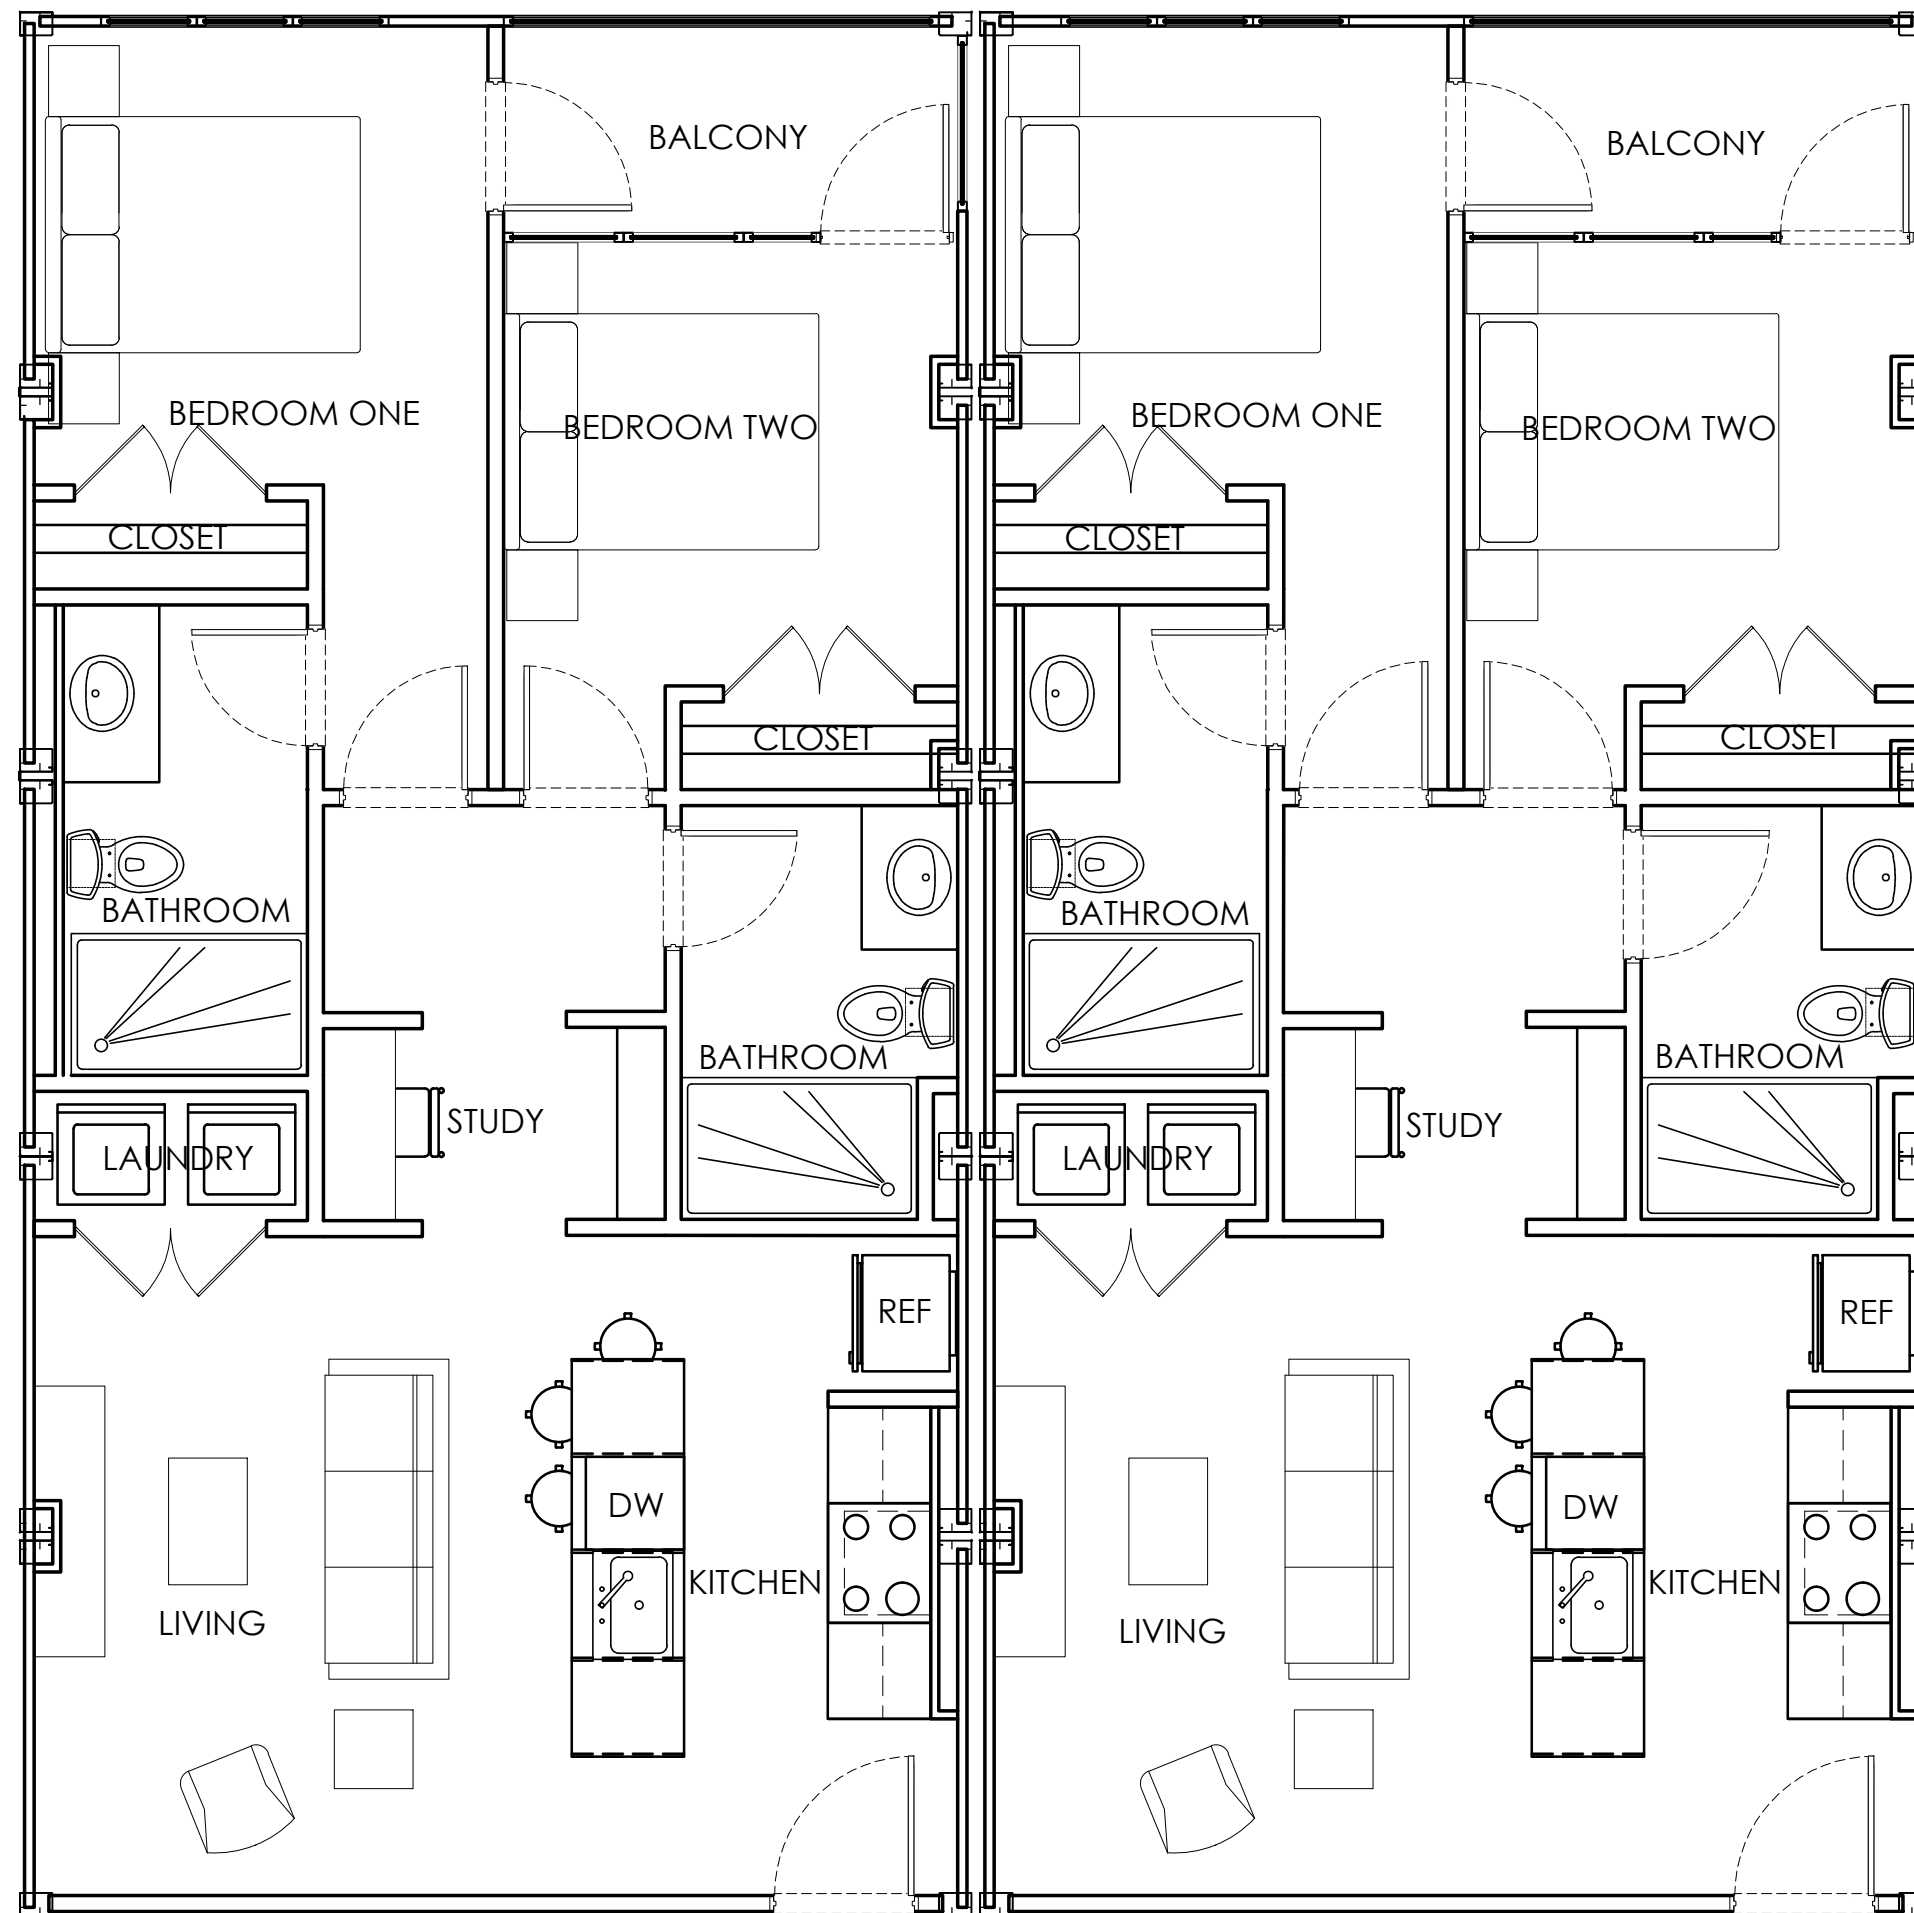 BALCONY
BEDROOM ONE
BEDROOM TWO
CLOSET
CLOSET
BATHROOM
BATHROOM
STUDY
LAUNDRY
REF
DW
KITCHEN
LIVING
BALCONY
BEDROOM ONE
BEDROOM TWO
CLOSET
CLOSET
BATHROOM
BATHROOM
STUDY
LAUNDRY
REF
DW
KITCHEN
LIVING